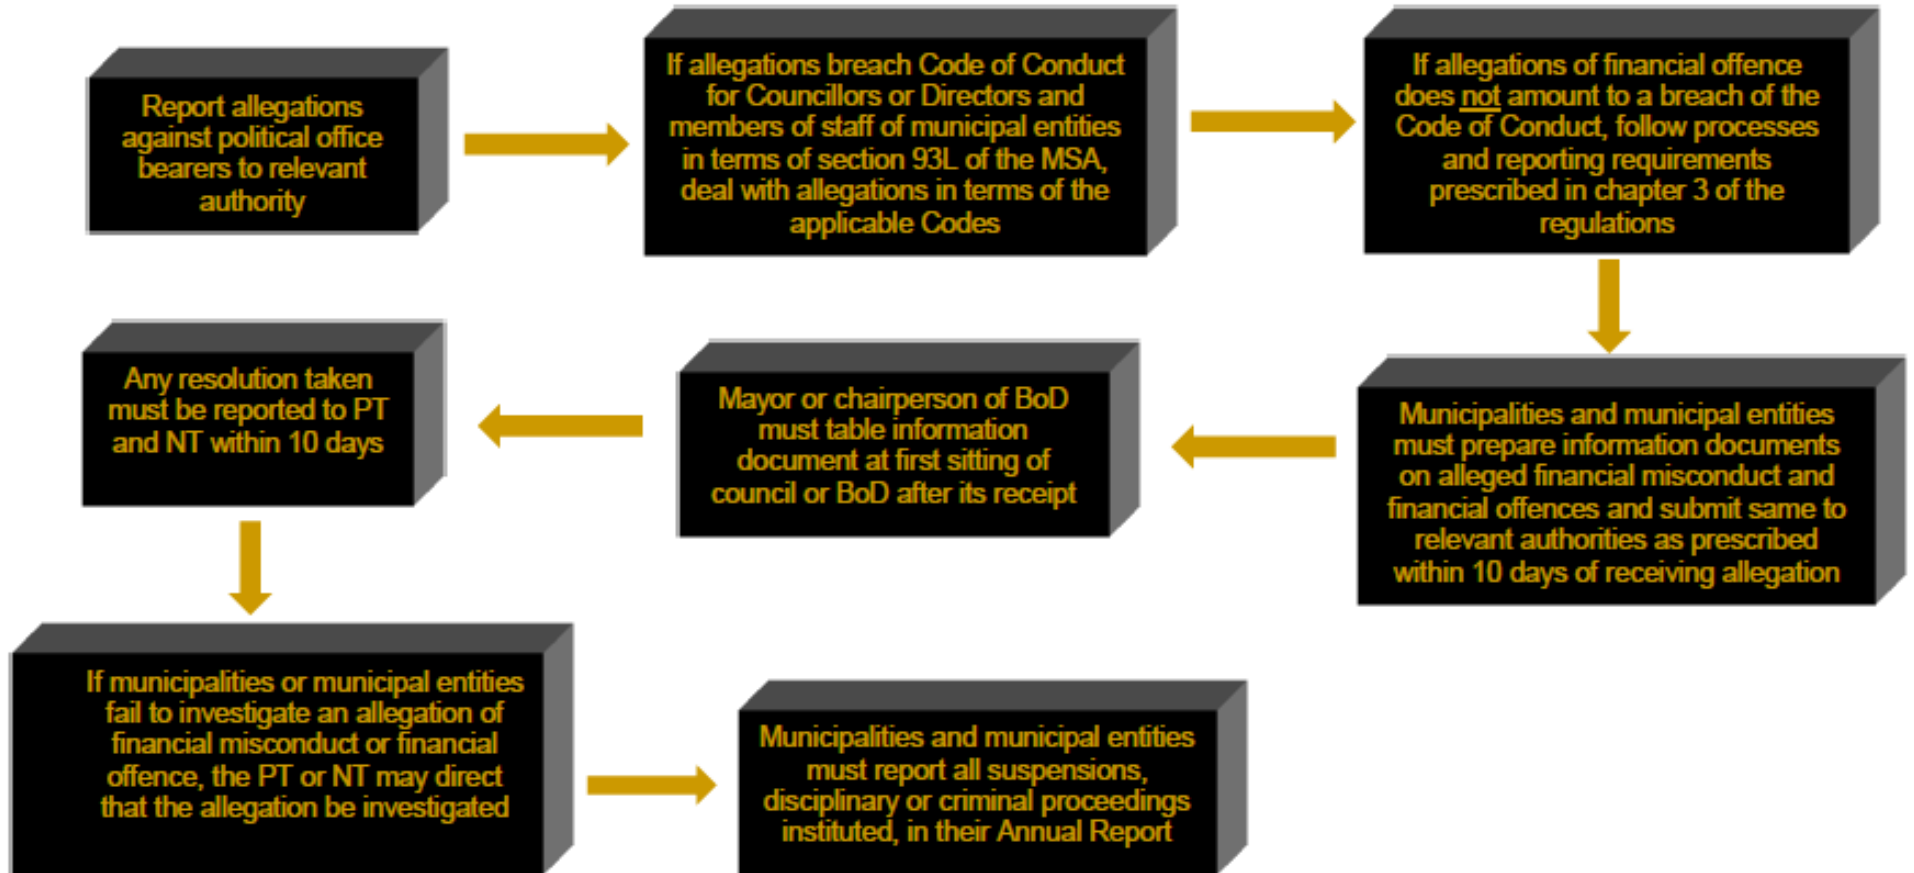 Report allegations
against political office
bearers to relevant
authority
If allegations breach Code of Conduct
for Councillors or Directors and
members of staff of municipal entities
in terms of section 93L of the MSA,
deal with allegations in terms of the
applicable Codes
If allegations of financial offence
does not amount to a breach of the
Code of Conduct, follow processes
and reporting requirements
prescribed in chapter 3 of the
regulations
Municipalities and municipal entities
must prepare information documents
on alleged financial misconduct and
financial offences and submit same to
relevant authorities as prescribed
within 10 days of receiving allegation
Mayor or chairperson of BoD
must table information
document at first sitting of
council or BoD after its receipt
Any resolution taken
must be reported to PT
and NT within 10 days
If municipalities or municipal entities
fail to investigate an allegation of
financial misconduct or financial
offence, the PT or NT may direct
that the allegation be investigated
Municipalities and municipal entities
must report all suspensions,
disciplinary or criminal proceedings
instituted, in their Annual Report